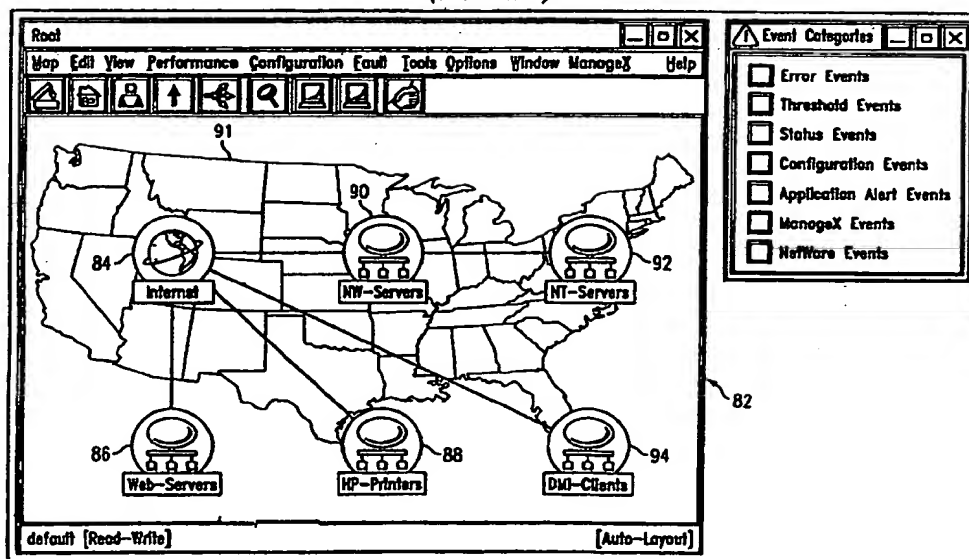 Root
Map Edit View Performance Configuration Fault Tools Options Window ManageX Help
91
90
84
Internet
NW-Servers
NT-Servers
92
82
86
Web-Servers
88
HP-Printers
94
DMI-Clients
default [Read-Write] [Auto-Layout]
Event Categories
Error Events
Threshold Events
Status Events
Configuration Events
Application Alert Events
ManageX Events
NetWare Events